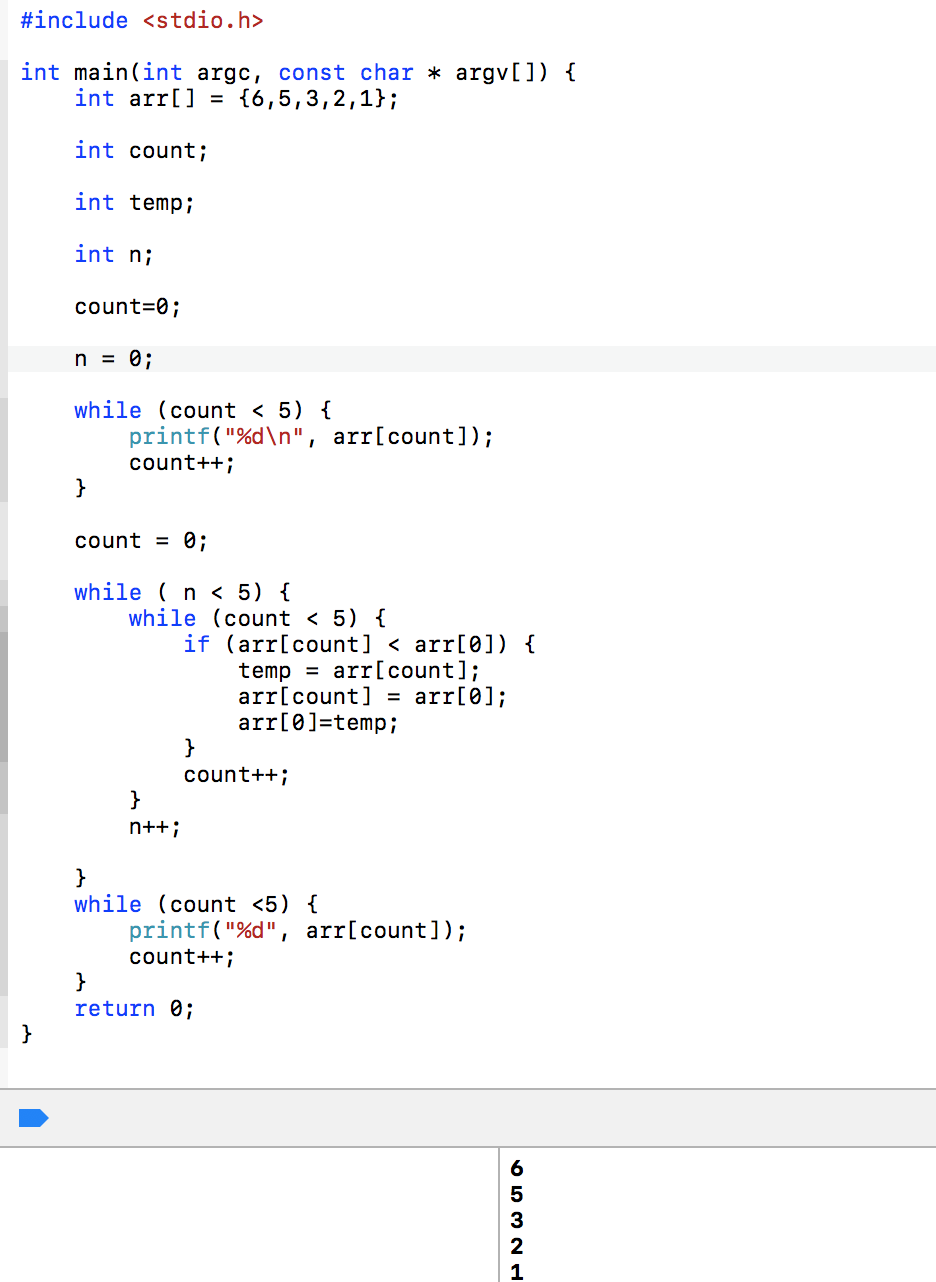 #include <stdio.h>
int main(int argc, const char * argv[]) {
int arr[] = {6,5,3,2,1};
int count;
int temp;
int n;
count=0;
n = 0;
while (count < 5) {
printf("%d\n", arr[count]);
count++;
}
count = 0;
while ( n < 5) {
while (count < 5) {
if (arr[count] < arr[0]) {
temp = arr[count];
arr[count] = arr[0];
arr[0]=temp;
}
count++;
}
n++;
}
while (count <5) {
printf("%d", arr[count]);
count++;
}
return 0;
}
6
5
3
2
1